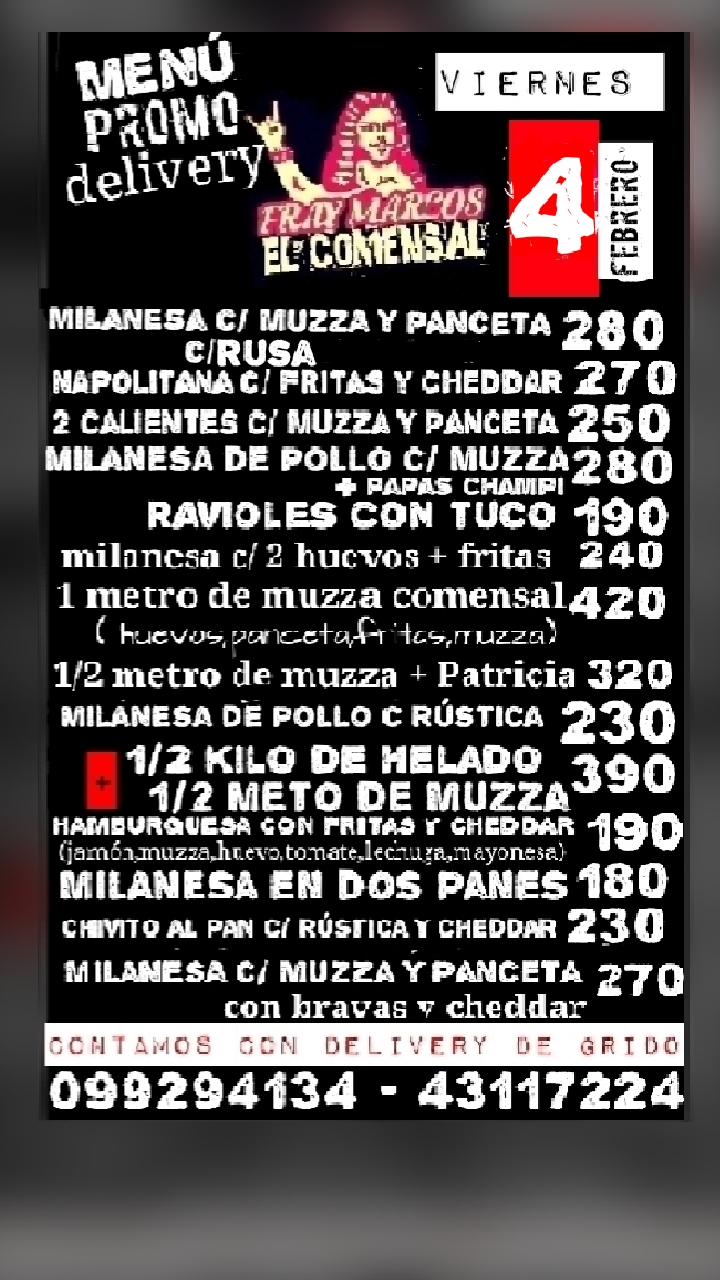 MENÚ
PROMO
delivery
VIERNES
4
FEBRERO
FRAY MARCOS
EL COMENSAL
MILANESA C/ MUZZA Y PANCETA 280
C/RUSA
NAPOLITANA C/ FRITAS Y CHEDDAR 270
2 CALIENTES C/ MUZZA Y PANCETA 250
MILANESA DE POLLO C/ MUZZA 280
+ PAPAS CHAMPI
RAVIOLES CON TUCO 190
milanesa c/ 2 huevos + fritas 240
1 metro de muzza comensal 420
( huevos,panceta,fritas,muzza)
1/2 metro de muzza + Patricia 320
MILANESA DE POLLO C RÚSTICA 230
+ 1/2 KILO DE HELADO 390
1/2 METO DE MUZZA
HAMBURQUESA CON FRITAS Y CHEDDAR 190
(jamón,muzza,huevo,tomate,lechuga,mayonesa)
MILANESA EN DOS PANES 180
CHIVITO AL PAN C/ RÚSTICA Y CHEDDAR 230
MILANESA C/ MUZZA Y PANCETA 270
con bravas y cheddar
CONTAMOS CON DELIVERY DE GRIDO
099294134 - 43117224